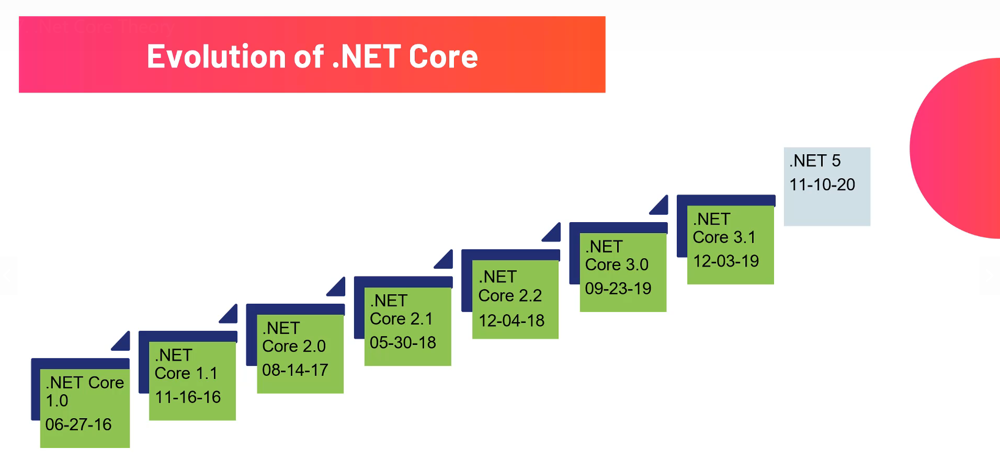 .Net Core Theory
Evolution of .NET Core
.NET Core
1.0
06-27-16
.NET
Core 1.1
11-16-16
.NET
Core 2.0
08-14-17
.NET
Core 2.1
05-30-18
.NET
Core 2.2
12-04-18
.NET
Core 3.0
09-23-19
.NET
Core 3.1
12-03-19
.NET 5
11-10-20